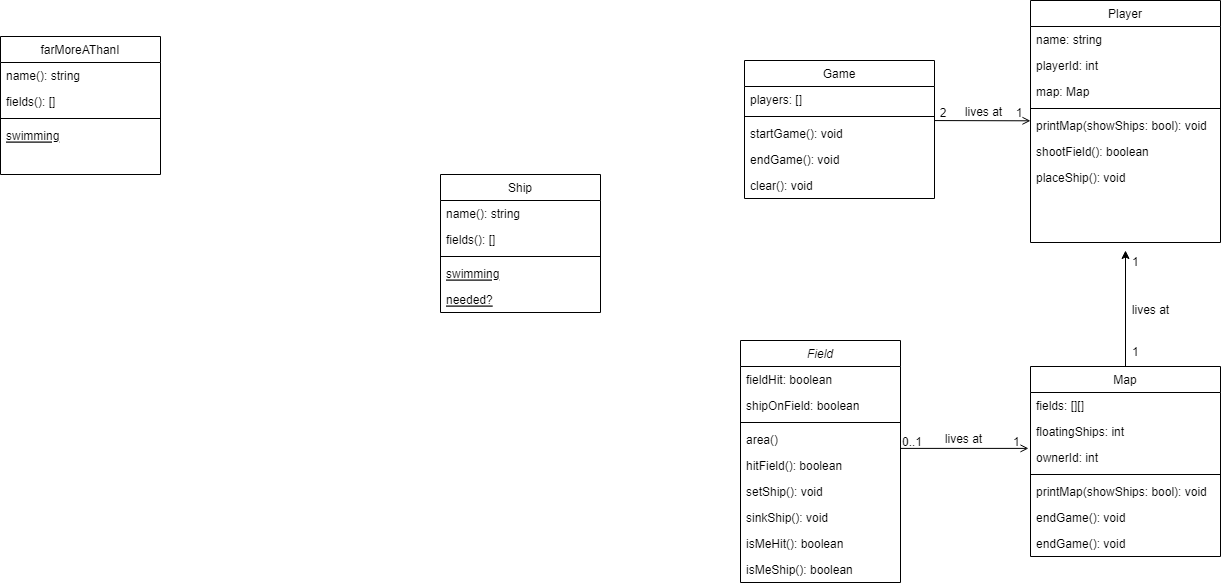 farMoreAThanI
name(): string
fields(): []
swimming
Ship
name(): string
fields(): []
swimming
needed?
Game
players: []
startGame(): void
endGame(): void
clear(): void
2 lives at 1
Player
name: string
playerId: int
map: Map
printMap(showShips: bool): void
shootField(): boolean
placeShip(): void
1
lives at
1
Field
fieldHit: boolean
shipOnField: boolean
area()
hitField(): boolean
setShip(): void
sinkShip(): void
isMeHit(): boolean
isMeShip(): boolean
0..1 lives at 1
Map
fields: [][]
floatingShips: int
ownerId: int
printMap(showShips: bool): void
endGame(): void
endGame(): void